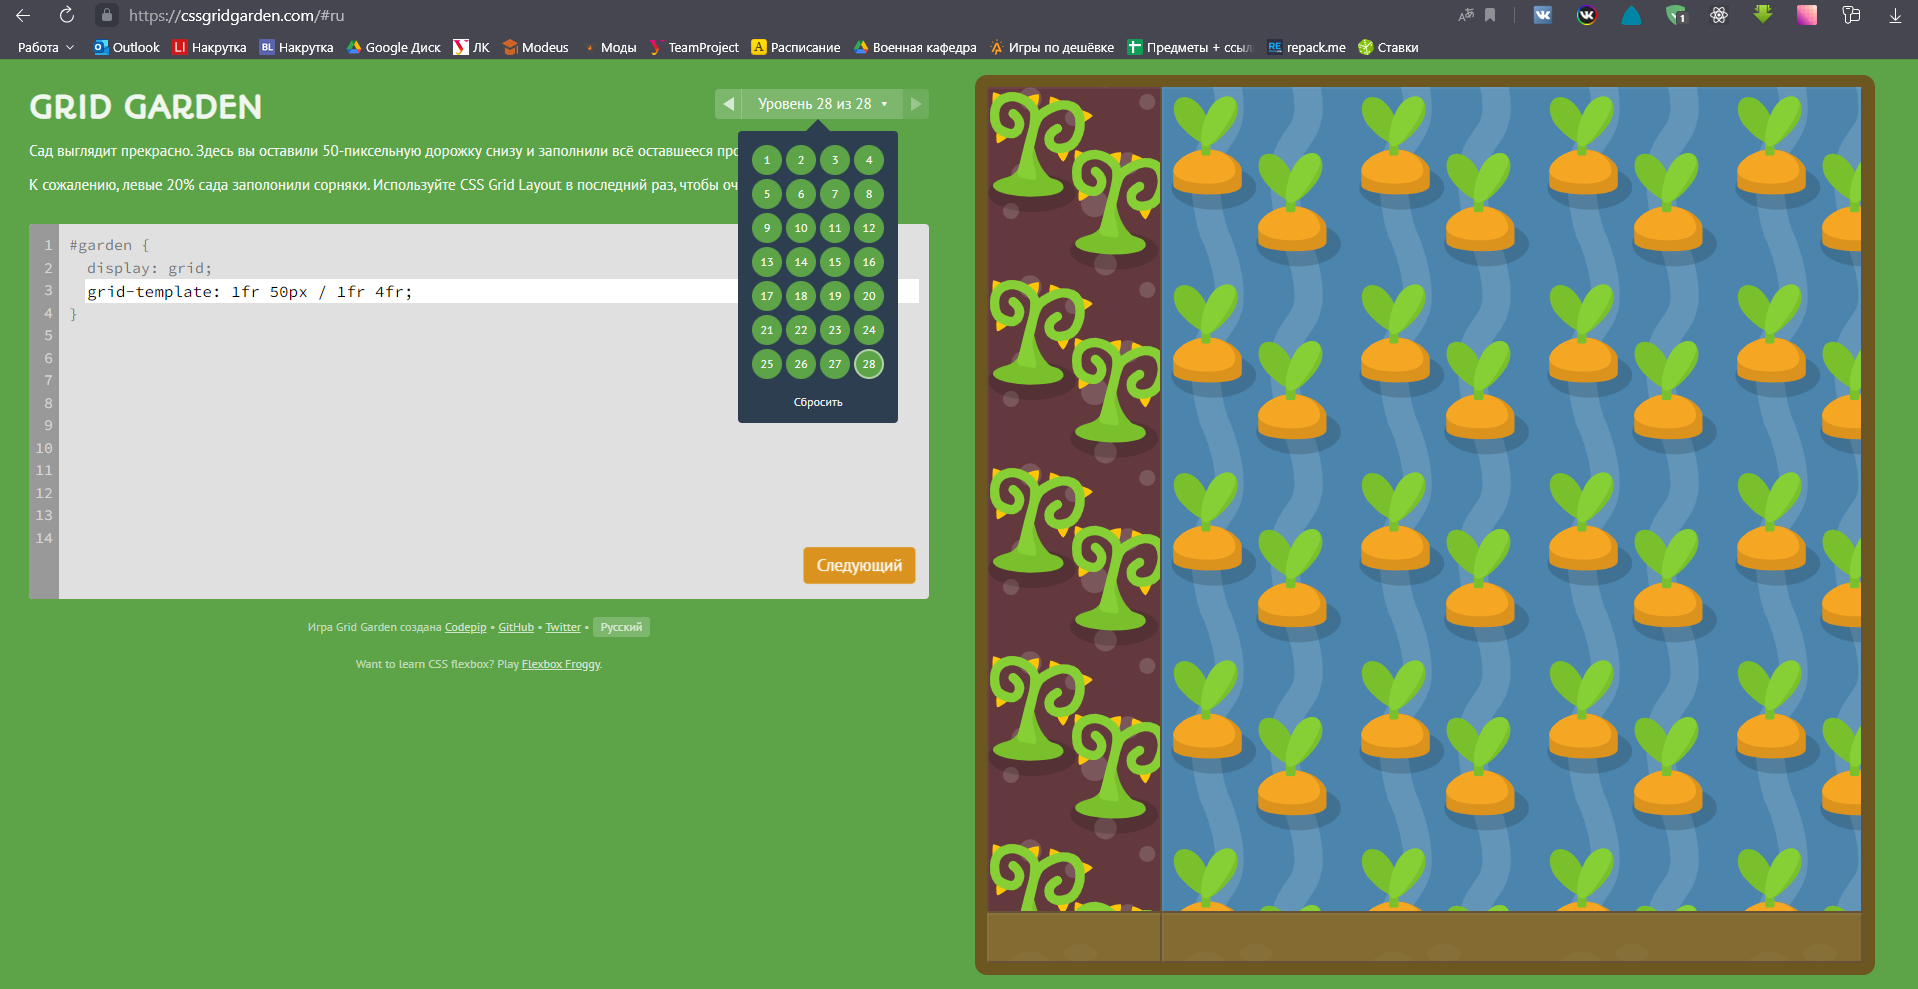 https://cssgridgarden.com/#ru
1
Работа
Outlook
LI Накрутка
BL Накрутка
Google Диск
ЛК
Modeus
Моды
TeamProject
Расписание
Военная кафедра
Игры по дешёвке
Предметы + ссыл
RE repack.me
Ставки
GRID GARDEN
Уровень 28 из 28
Сад выглядит прекрасно. Здесь вы оставили 50-пиксельную дорожку снизу и заполнили всё оставшееся про
К сожалению, левые 20% сада заполонили сорняки. Используйте CSS Grid Layout в последний раз, чтобы оч
1 2 3 4
5 6 7 8
9 10 11 12
13 14 15 16
17 18 19 20
21 22 23 24
25 26 27 28
Сбросить
1 #garden {
2 display: grid;
3 grid-template: 1fr 50px / 1fr 4fr;
4 }
5
6
7
8
9
10
11
12
13
14
Следующий
Игра Grid Garden создана Codepip • GitHub • Twitter • Русский
Want to learn CSS flexbox? Play Flexbox Froggy.